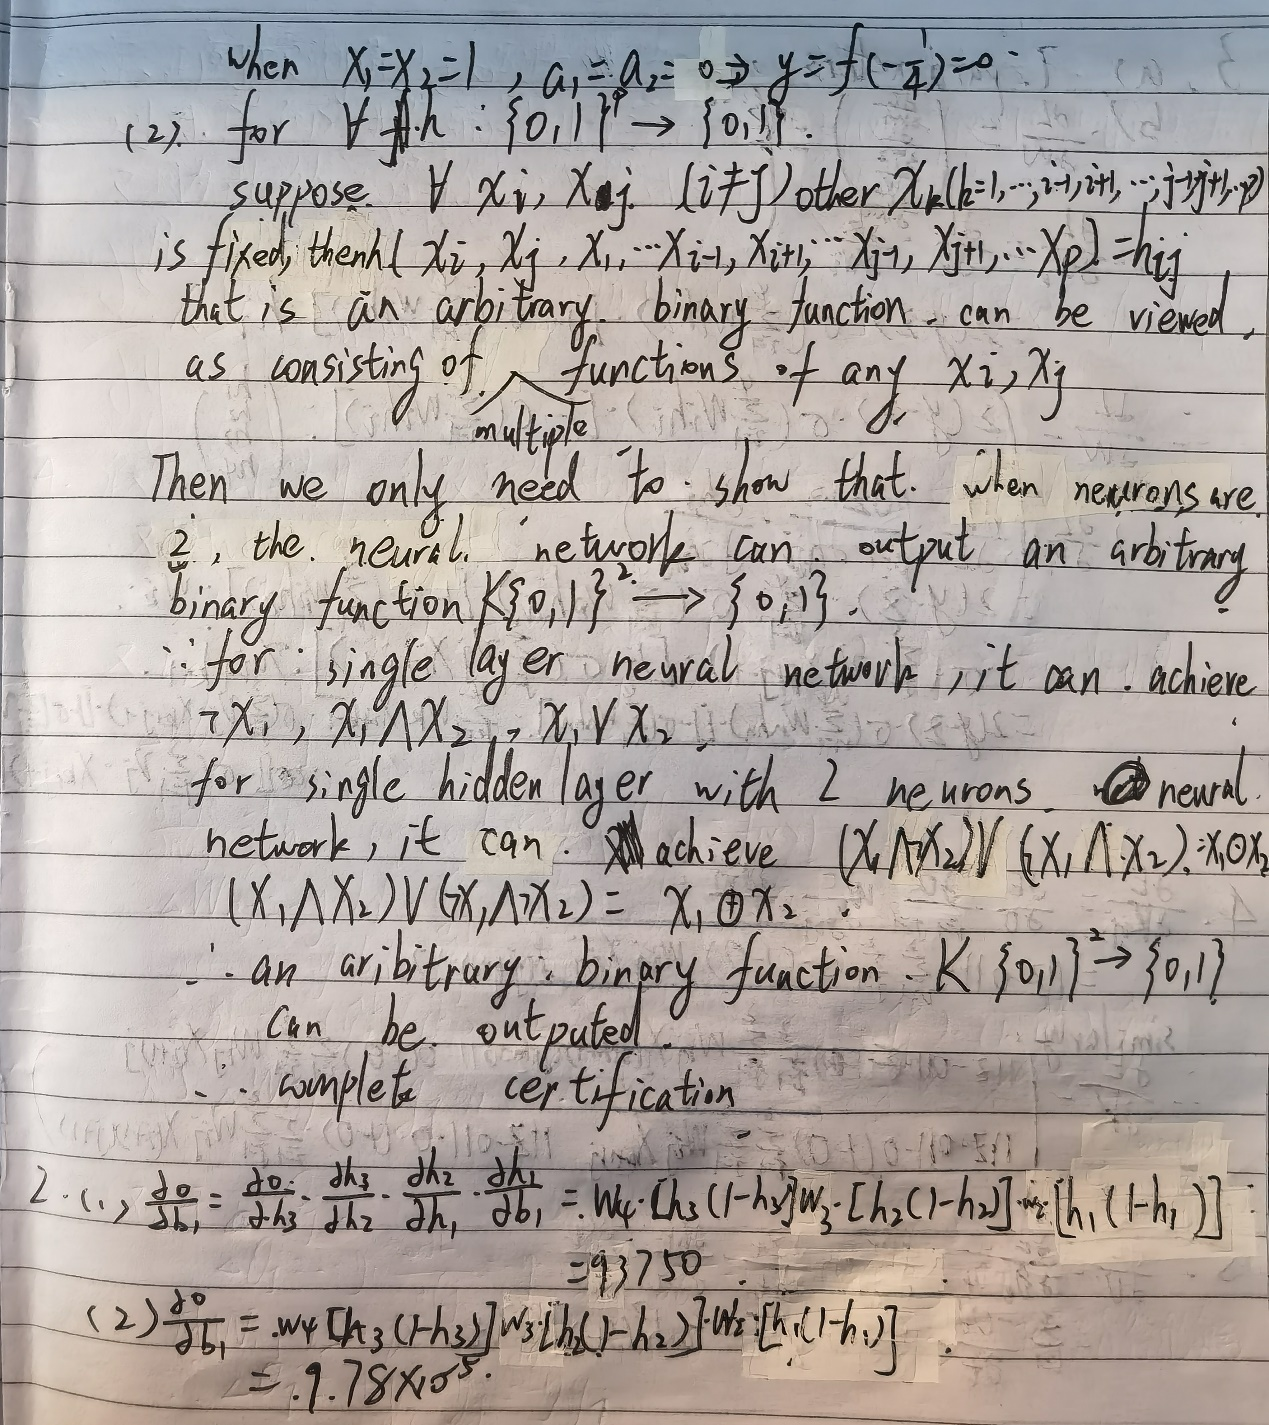 when x₁=x₂=1, a₁=a₂=0 ⇒ y=f(-1/4)=0
(2). for ∀ h : {0,1}ᵖ → {0,1}.
suppose ∀ xi, xj (i≠j) other xk(k=1,…,i-1,i+1,…,j-1,j+1,…p)
is fixed, then h( xi, xj, x₁, …xi-1, xi+1, … xj-1, xj+1, …xp) = hij,
that is an arbitrary binary function can be viewed,
as consisting of multiple functions of any xi, xj
Then we only need to show that when neurons are
2, the neural network can output an arbitrary
binary function K{0,1}² → {0,1}.
∵ for single layer neural network, it can achieve
¬x₁, x₁∧x₂, x₁∨x₂.
for single hidden layer with 2 neurons neural
network, it can achieve (x₁∧¬x₂)∨(¬x₁∧x₂)=x₁⊙x₂
(x₁∧x₂)∨(¬x₁∧¬x₂)= x₁⊕x₂.
∴ an aribitrary binary function K {0,1}² → {0,1}
can be outputed.
∴ complete certification
2. (1) ∂o/∂b₁ = ∂o/∂h₃ · ∂h₃/∂h₂ · ∂h₂/∂h₁ · ∂h₁/∂b₁ = w₄·[h₃(1-h₃)]w₃·[h₂(1-h₂)]·w₂·[h₁(1-h₁)]
=93750.
(2) ∂o/∂b₁ = w₄[h₃(1-h₃)]w₃·[h₂(1-h₂)]·w₂·[h₁(1-h₁)].
= 9.78×10⁻⁵.